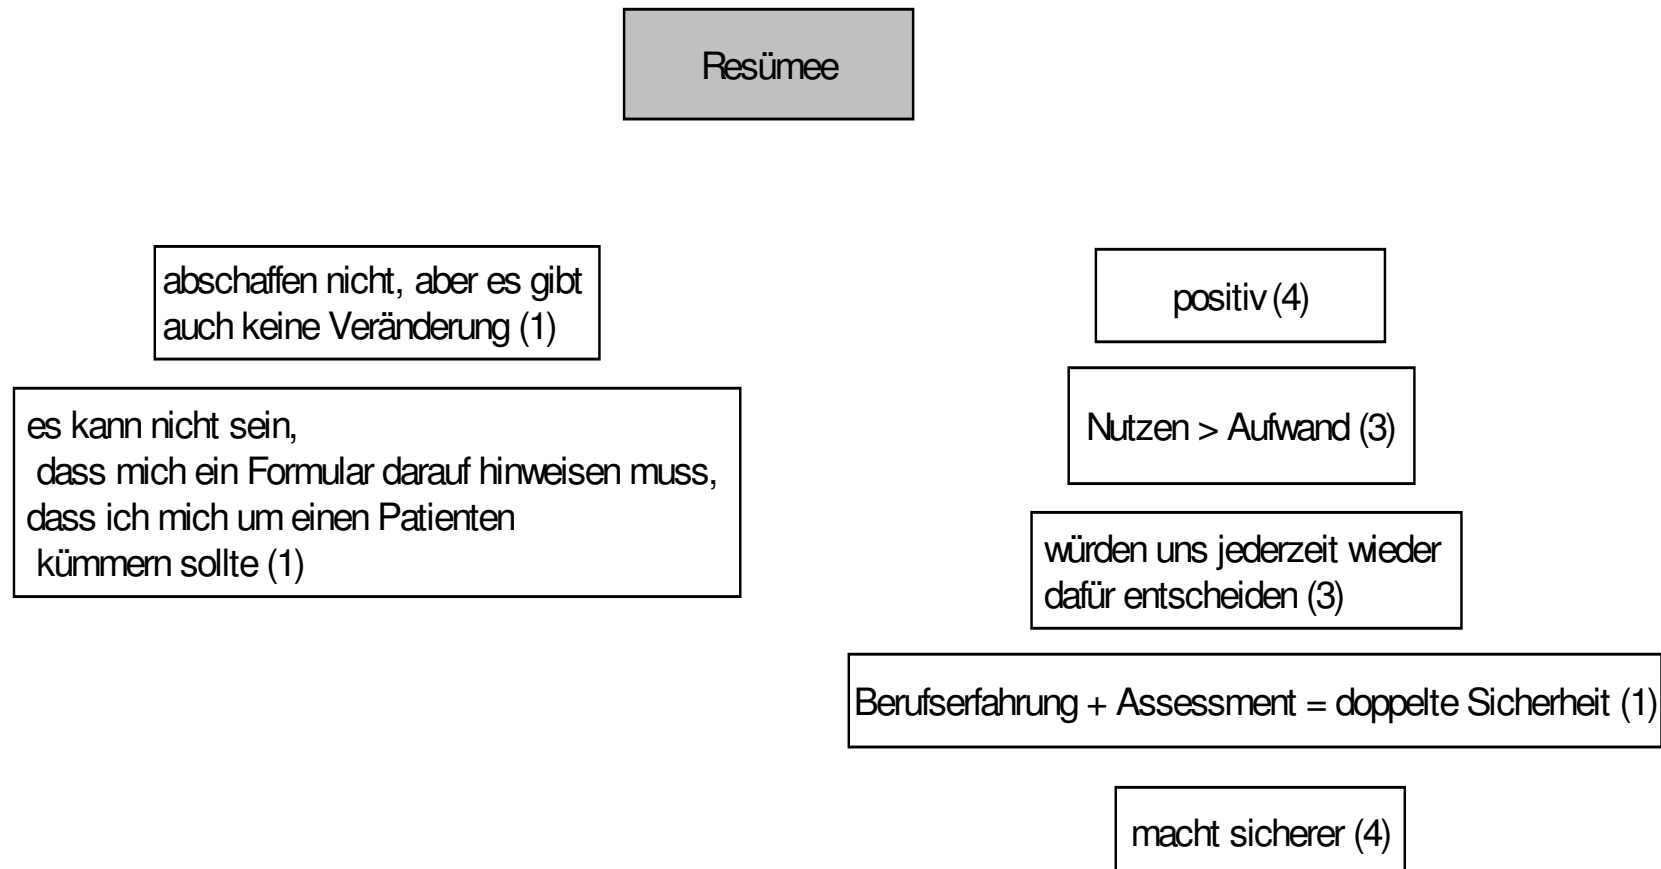 Resümee
abschaffen nicht, aber es gibt
auch keine Veränderung (1)
es kann nicht sein,
dass mich ein Formular darauf hinweisen muss,
dass ich mich um einen Patienten
kümmern sollte (1)
positiv (4)
Nutzen > Aufwand (3)
würden uns jederzeit wieder
dafür entscheiden (3)
Berufserfahrung + Assessment = doppelte Sicherheit (1)
macht sicherer (4)